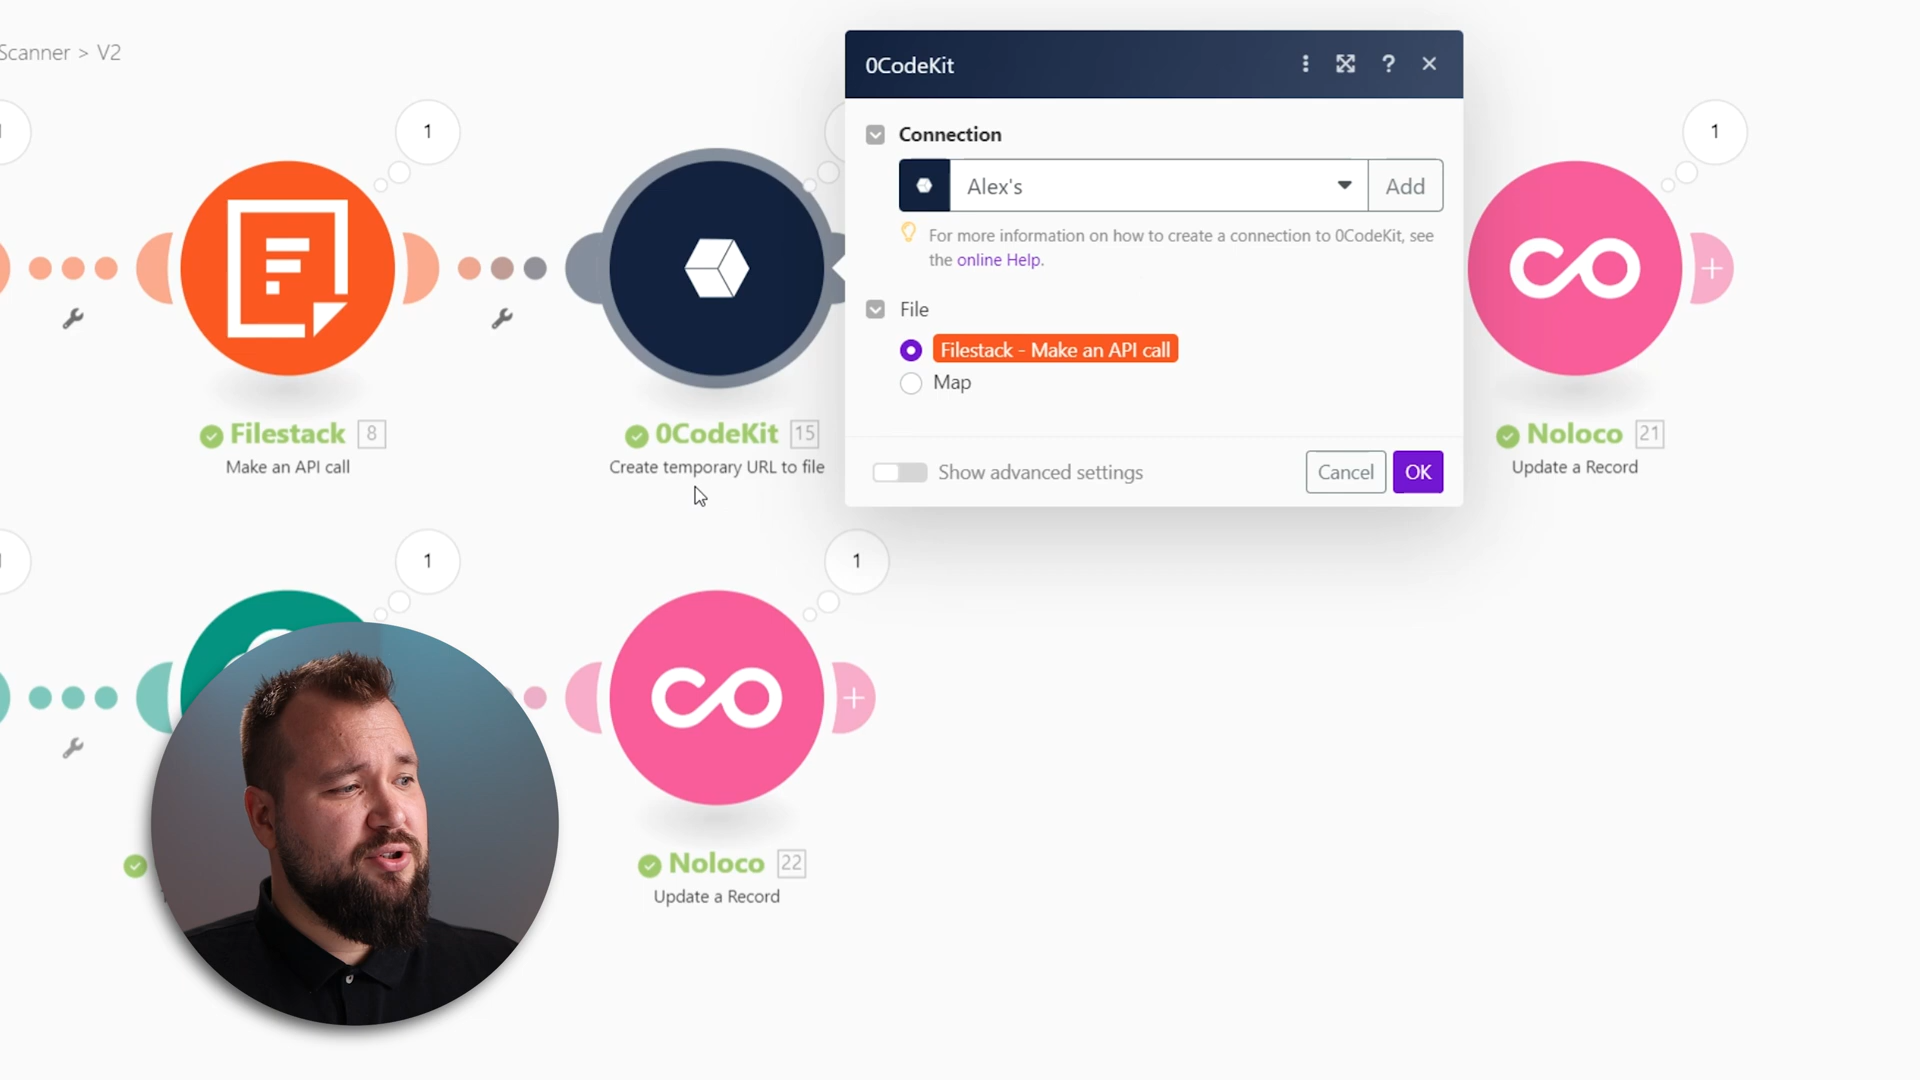 Scanner > V2
0CodeKit
Connection
Alex's
Add
For more information on how to create a connection to 0CodeKit, see
the online Help.
File
Filestack - Make an API call
Map
Show advanced settings
Cancel
OK
1
1
Filestack 8
Make an API call
0CodeKit 15
Create temporary URL to file
Noloco 21
Update a Record
1
1
Noloco 22
Update a Record